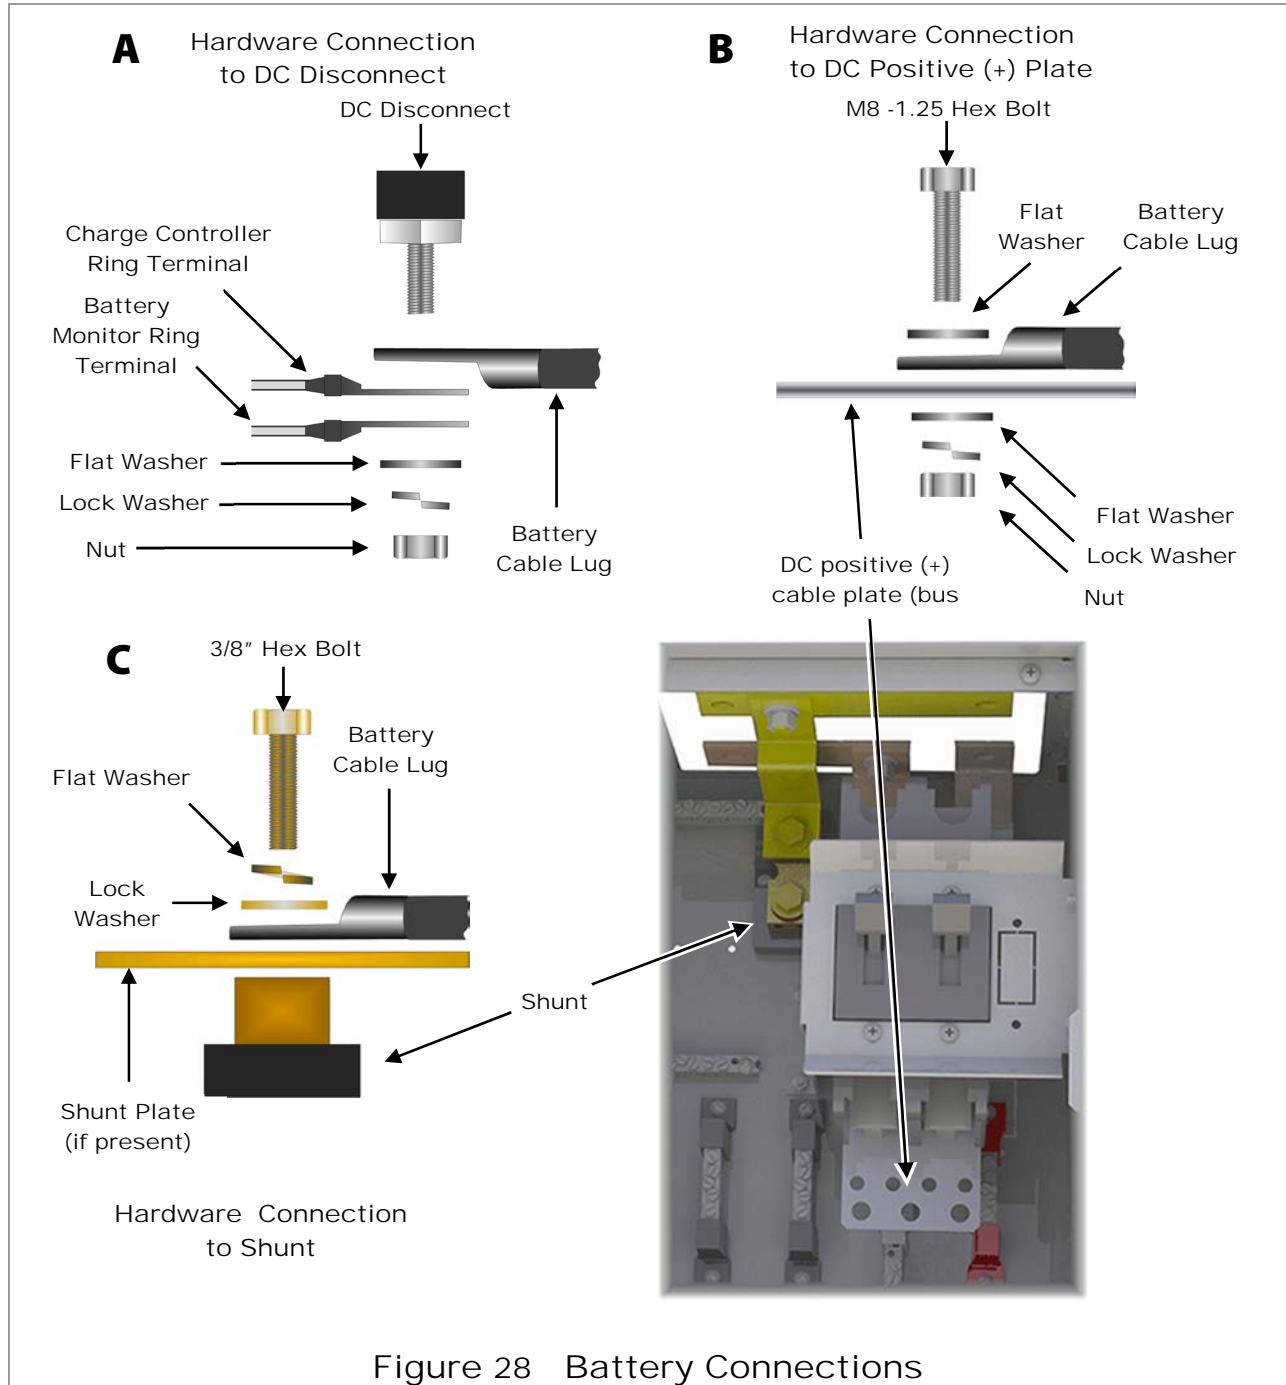 A
Hardware Connection
to DC Disconnect
DC Disconnect
Charge Controller
Ring Terminal
Battery
Monitor Ring
Terminal
Flat Washer
Lock Washer
Nut
Battery
Cable Lug
B
Hardware Connection
to DC Positive (+) Plate
M8 -1.25 Hex Bolt
Flat
Washer
Battery
Cable Lug
Flat Washer
Lock Washer
Nut
DC positive (+)
cable plate (bus
C
3/8" Hex Bolt
Battery
Cable Lug
Flat Washer
Lock
Washer
Shunt
Shunt Plate
(if present)
Hardware Connection
to Shunt
Figure 28 Battery Connections